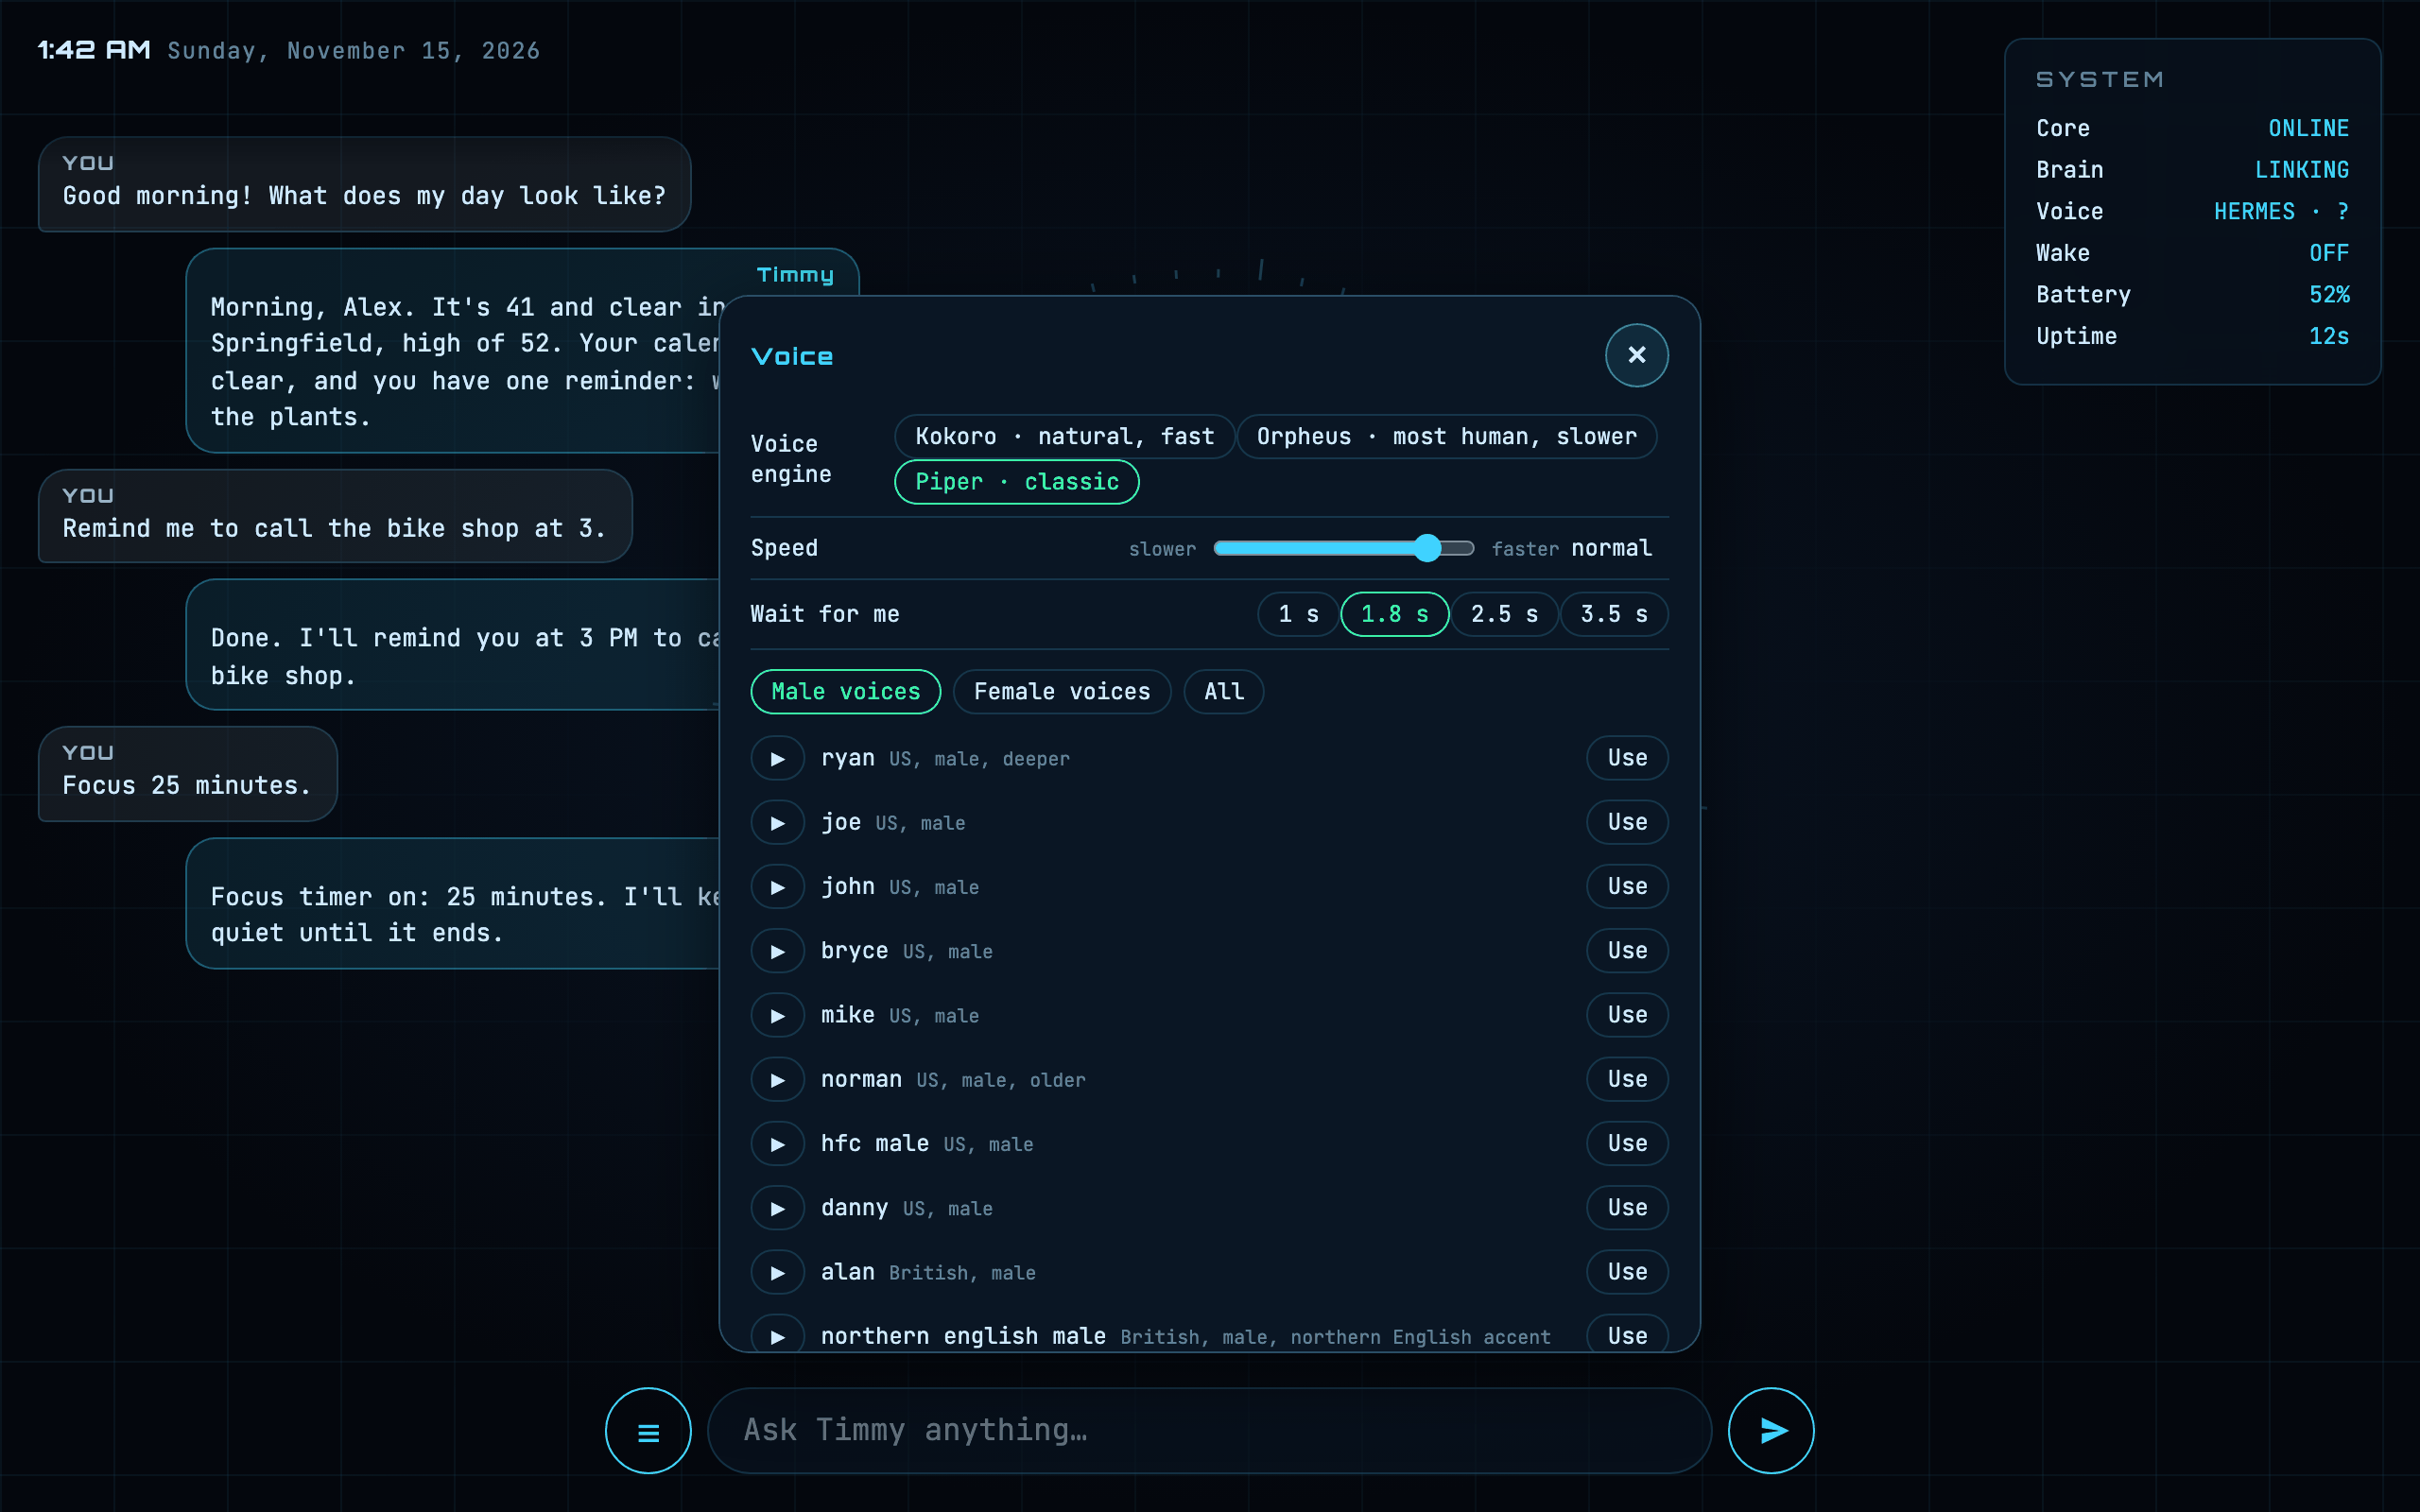 1:42 AM Sunday, November 15, 2026
YOU
Good morning! What does my day look like?
Timmy
Morning, Alex. It's 41 and clear in
Springfield, high of 52. Your
clear, and you have one reminder:
the plants.
YOU
Remind me to call the bike shop at 3.
Done. I'll remind you at 3 PM to
bike shop.
YOU
Focus 25 minutes.
Focus timer on: 25 minutes. I'll
quiet until it ends.
Voice
×
Voice
engine
Kokoro · natural, fast
Orpheus · most human, slower
Piper · classic
Speed slower faster normal
Wait for me 1 s 1.8 s 2.5 s 3.5 s
Male voices Female voices All
ryan US, male, deeper Use
joe US, male Use
john US, male Use
bryce US, male Use
mike US, male Use
norman US, male, older Use
hfc male US, male Use
danny US, male Use
alan British, male Use
northern english male British, male, northern English accent Use
Ask Timmy anything…
SYSTEM
Core ONLINE
Brain LINKING
Voice HERMES · ?
Wake OFF
Battery 52%
Uptime 12s